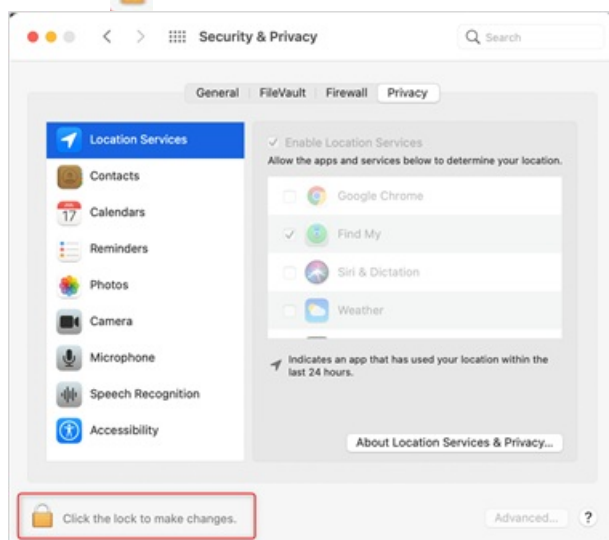 Security & Privacy
Search
General
FileVault
Firewall
Privacy
Location Services
Contacts
17
Calendars
Reminders
Photos
Camera
Microphone
Speech Recognition
Accessibility
Enable Location Services
Allow the apps and services below to determine your location.
Google Chrome
Find My
Siri & Dictation
Weather
Indicates an app that has used your location within the
last 24 hours.
About Location Services & Privacy...
Click the lock to make changes.
Advanced...
?